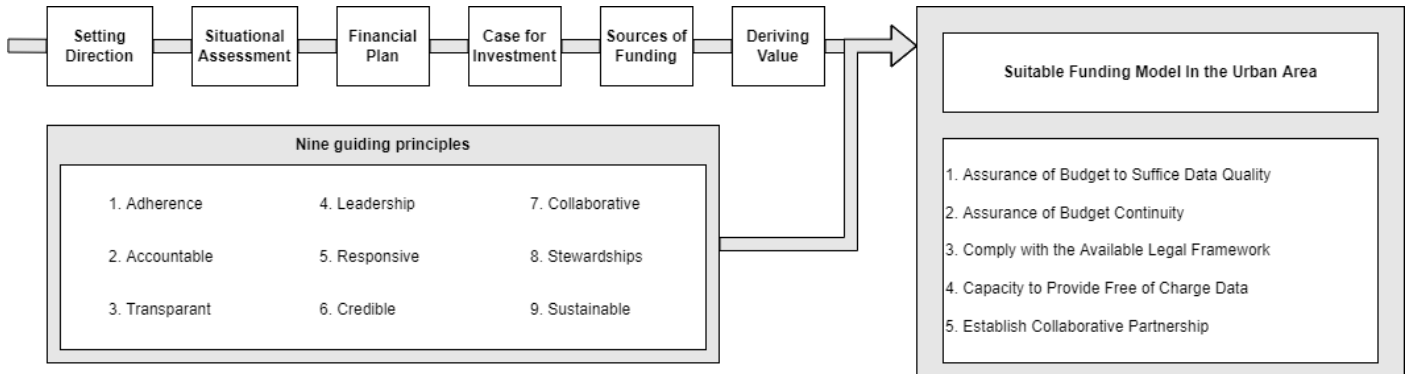 Setting
Direction
Situational
Assessment
Financial
Plan
Case for
Investment
Sources of
Funding
Deriving
Value
Suitable Funding Model In the Urban Area
Nine guiding principles
1. Adherence
2. Accountable
3. Transparant
4. Leadership
5. Responsive
6. Credible
7. Collaborative
8. Stewardships
9. Sustainable
1. Assurance of Budget to Suffice Data Quality
2. Assurance of Budget Continuity
3. Comply with the Available Legal Framework
4. Capacity to Provide Free of Charge Data
5. Establish Collaborative Partnership